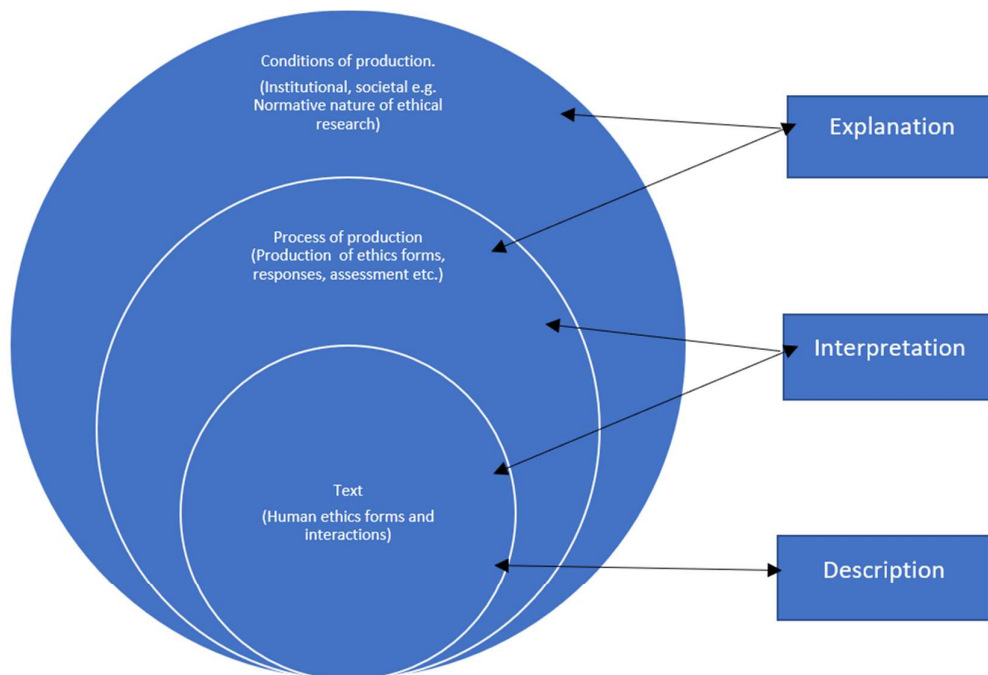 Conditions of production.
(Institutional, societal e.g.
Normative nature of ethical
research)
Explanation
Process of production
(Production of ethics forms,
responses, assessment etc.)
Interpretation
Text
(Human ethics forms and
interactions)
Description